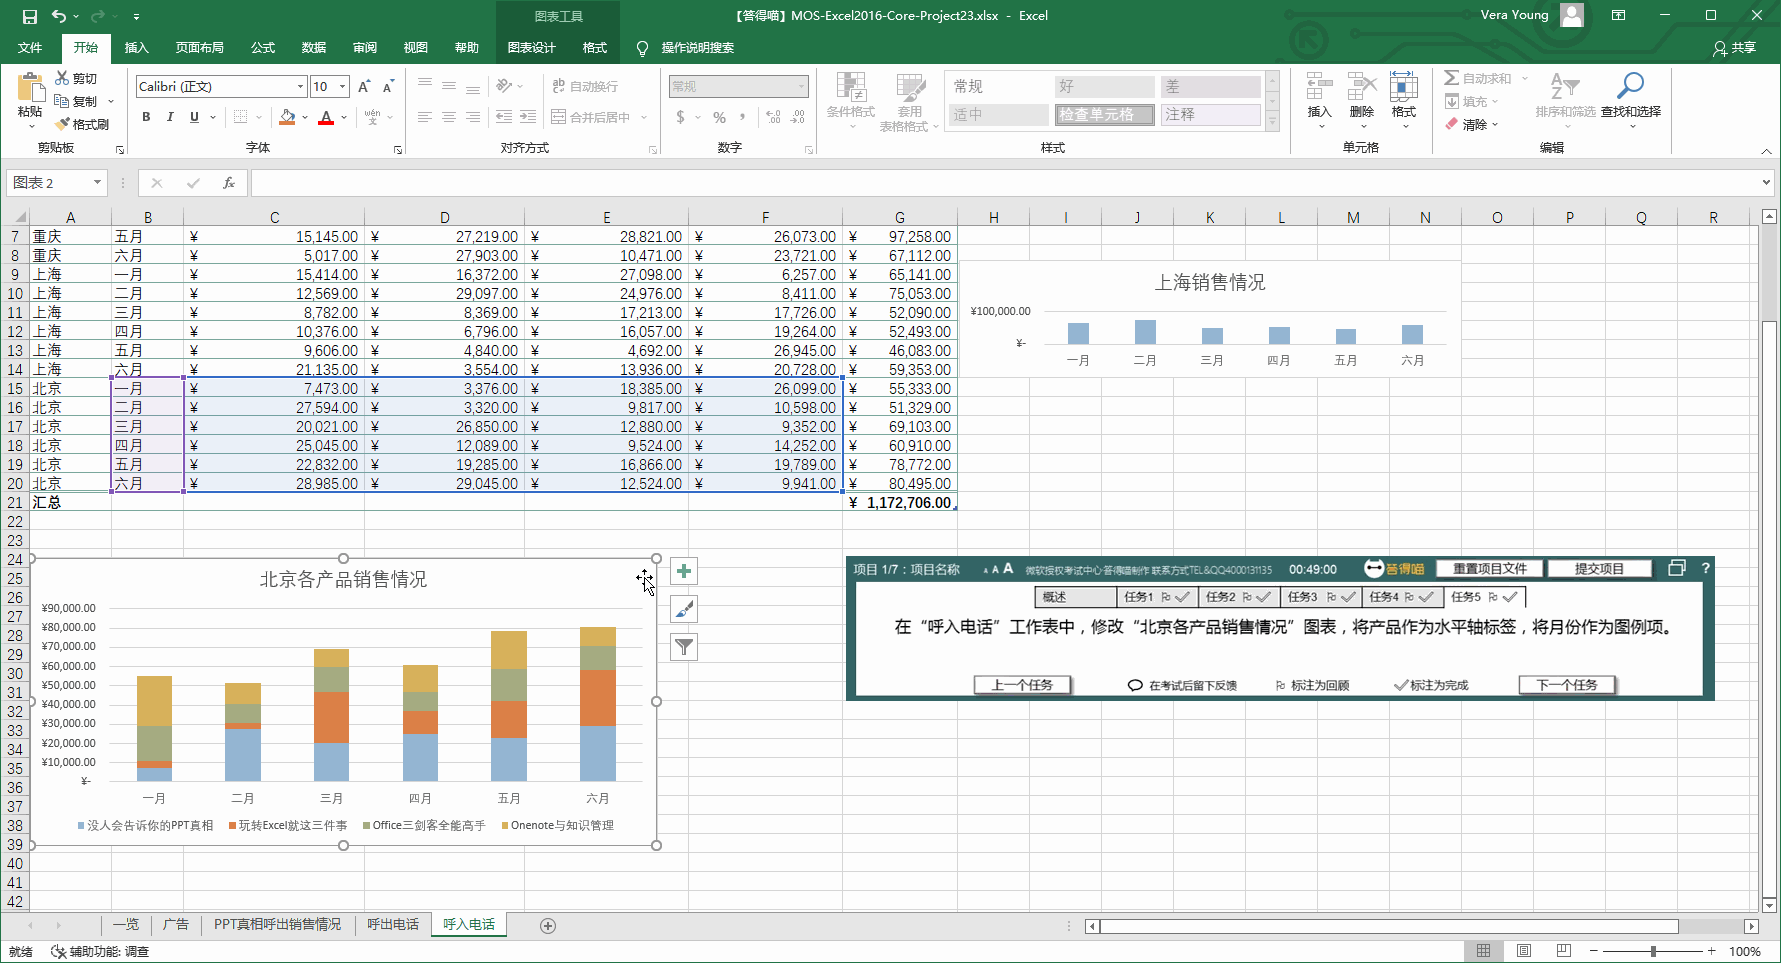 图表工具
【答得喵】MOS-Excel2016-Core-Project23.xlsx - Excel
Vera Young
文件 开始 插入 页面布局 公式 数据 审阅 视图 帮助 图表设计 格式 操作说明搜索 共享
剪切
复制
格式刷
粘贴
剪贴板
Calibri (正文) 10 A A
B I U A wén 文
字体
ab 自动换行
合并后居中
对齐方式
常规
$ % ,
数字
条件格式
套用
表格格式
常规 好 差
适中 检查单元格 注释
样式
插入 删除 格式
单元格
自动求和
填充
清除
排序和筛选 查找和选择
编辑
图表 2 fx
A B C D E F G H I J K L M N O P Q R
7 重庆 五月 ¥ 15,145.00 ¥ 27,219.00 ¥ 28,821.00 ¥ 26,073.00 ¥ 97,258.00
8 重庆 六月 ¥ 5,017.00 ¥ 27,903.00 ¥ 10,471.00 ¥ 23,721.00 ¥ 67,112.00
9 上海 一月 ¥ 15,414.00 ¥ 16,372.00 ¥ 27,098.00 ¥ 6,257.00 ¥ 65,141.00
10 上海 二月 ¥ 12,569.00 ¥ 29,097.00 ¥ 24,976.00 ¥ 8,411.00 ¥ 75,053.00
11 上海 三月 ¥ 8,782.00 ¥ 8,369.00 ¥ 17,213.00 ¥ 17,726.00 ¥ 52,090.00
12 上海 四月 ¥ 10,376.00 ¥ 6,796.00 ¥ 16,057.00 ¥ 19,264.00 ¥ 52,493.00
13 上海 五月 ¥ 9,606.00 ¥ 4,840.00 ¥ 4,692.00 ¥ 26,945.00 ¥ 46,083.00
14 上海 六月 ¥ 21,135.00 ¥ 3,554.00 ¥ 13,936.00 ¥ 20,728.00 ¥ 59,353.00
15 北京 一月 ¥ 7,473.00 ¥ 3,376.00 ¥ 18,385.00 ¥ 26,099.00 ¥ 55,333.00
16 北京 二月 ¥ 27,594.00 ¥ 3,320.00 ¥ 9,817.00 ¥ 10,598.00 ¥ 51,329.00
17 北京 三月 ¥ 20,021.00 ¥ 26,850.00 ¥ 12,880.00 ¥ 9,352.00 ¥ 69,103.00
18 北京 四月 ¥ 25,045.00 ¥ 12,089.00 ¥ 9,524.00 ¥ 14,252.00 ¥ 60,910.00
19 北京 五月 ¥ 22,832.00 ¥ 19,285.00 ¥ 16,866.00 ¥ 19,789.00 ¥ 78,772.00
20 北京 六月 ¥ 28,985.00 ¥ 29,045.00 ¥ 12,524.00 ¥ 9,941.00 ¥ 80,495.00
21 汇总 ¥ 1,172,706.00
22
23
24
25
26
27
28
29
30
31
32
33
34
35
36
37
38
39
40
41
42
上海销售情况
¥100,000.00
¥-
一月 二月 三月 四月 五月 六月
北京各产品销售情况
¥90,000.00
¥80,000.00
¥70,000.00
¥60,000.00
¥50,000.00
¥40,000.00
¥30,000.00
¥20,000.00
¥10,000.00
¥-
一月 二月 三月 四月 五月 六月
没人会告诉你的PPT真相 玩转Excel就这三件事 Office三剑客全能高手 Onenote与知识管理
项目 1/7：项目名称 A A A 微软授权考试中心·答得喵制作 联系方式TEL&QQ4000131135 00:49:00 答得喵 重置项目文件 提交项目 ?
概述 任务1 任务2 任务3 任务4 任务5
在“呼入电话”工作表中，修改“北京各产品销售情况”图表，将产品作为水平轴标签，将月份作为图例项。
上一个任务 在考试后留下反馈 标注为回顾 标注为完成 下一个任务
一览 广告 PPT真相呼出销售情况 呼出电话 呼入电话
就绪 辅助功能: 调查 100%